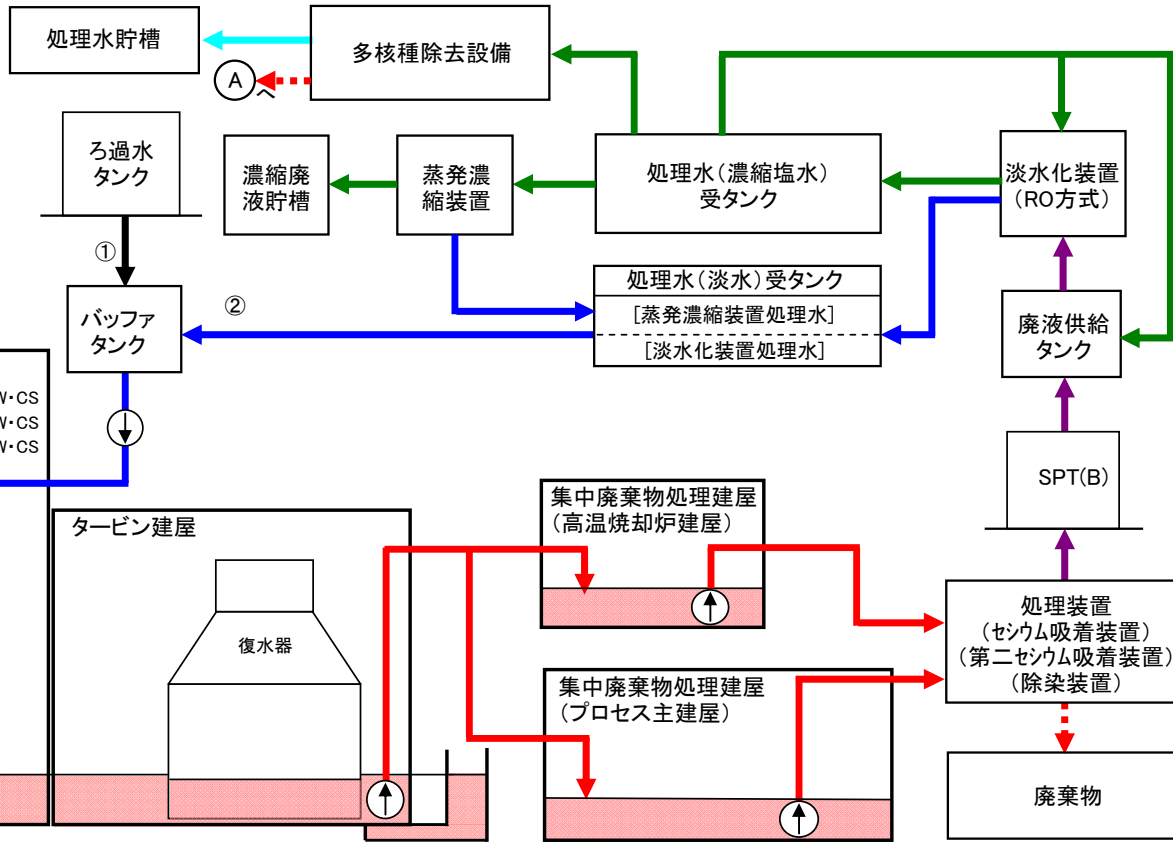 処理水貯槽
多核種除去設備
A
へ
ろ過水
タンク
濃縮廃
液貯槽
蒸発濃
縮装置
処理水（濃縮塩水）
受タンク
淡水化装置
（RO方式）
①
処理水（淡水）受タンク
[蒸発濃縮装置処理水]
[淡水化装置処理水]
②
バッファ
タンク
廃液供給
タンク
W・CS
W・CS
W・CS
SPT(B)
タービン建屋
復水器
集中廃棄物処理建屋
（高温焼却炉建屋）
集中廃棄物処理建屋
（プロセス主建屋）
処理装置
（セシウム吸着装置）
（第二セシウム吸着装置）
（除染装置）
廃棄物